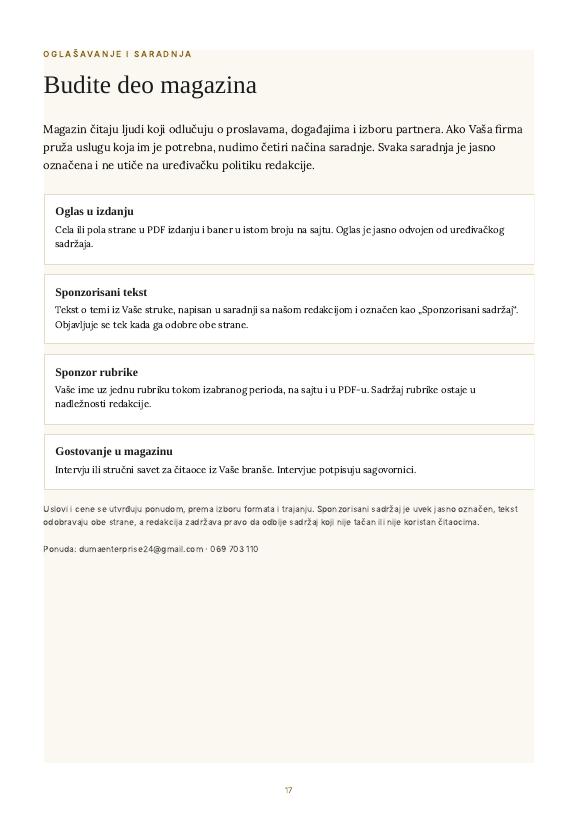 OGLAŠAVANJE I SARADNJA
Budite deo magazina
Magazin čitaju ljudi koji odlučuju o proslavama, događajima i izboru partnera. Ako Vaša firma
pruža uslugu koja im je potrebna, nudimo četiri načina saradnje. Svaka saradnja je jasno
označena i ne utiče na uređivačku politiku redakcije.
Oglas u izdanju
Cela ili pola strane u PDF izdanju i baner u istom broju na sajtu. Oglas je jasno odvojen od uređivačkog
sadržaja.
Sponzorisani tekst
Tekst o temi iz Vaše struke, napisan u saradnji sa našom redakcijom i označen kao „Sponzorisani sadržaj“.
Objavljuje se tek kada ga odobre obe strane.
Sponzor rubrike
Vaše ime uz jednu rubriku tokom izabranog perioda, na sajtu i u PDF-u. Sadržaj rubrike ostaje u
nadležnosti redakcije.
Gostovanje u magazinu
Intervju ili stručni savet za čitaoce iz Vaše branše. Intervjue potpisuju sagovornici.
Uslovi i cene se utvrđuju ponudom, prema izboru formata i trajanju. Sponzorisani sadržaj je uvek jasno označen, tekst
odobravaju obe strane, a redakcija zadržava pravo da odbije sadržaj koji nije tačan ili nije koristan čitaocima.
Ponuda: dumaenterprise24@gmail.com · 069 703 110
17